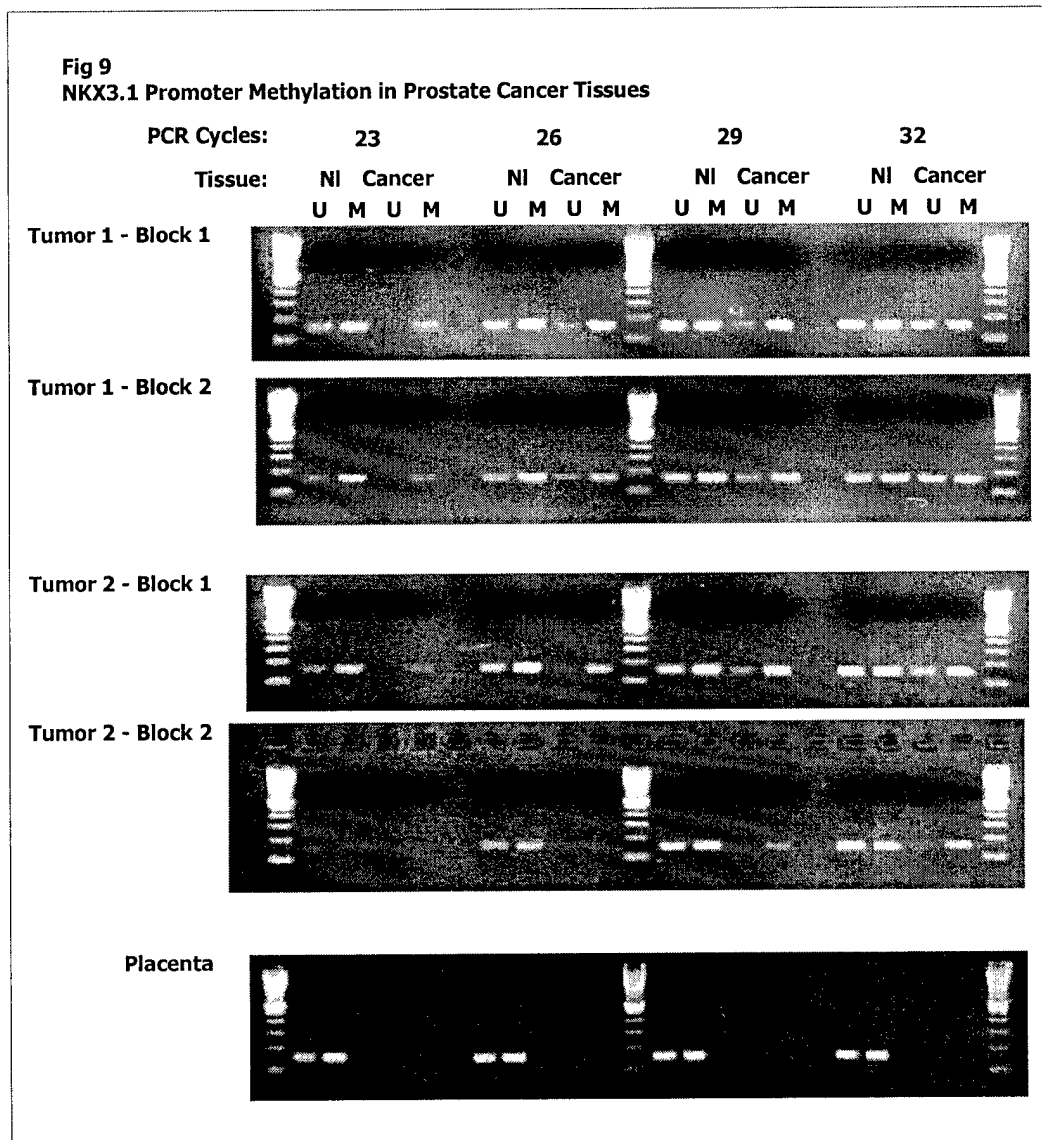 Fig 9
NKX3.1 Promoter Methylation in Prostate Cancer Tissues
PCR Cycles: 23 26 29 32
Tissue: Nl Cancer Nl Cancer Nl Cancer Nl Cancer
U M U M U M U M U M U M U M U M
Tumor 1 - Block 1
Tumor 1 - Block 2
Tumor 2 - Block 1
Tumor 2 - Block 2
Placenta